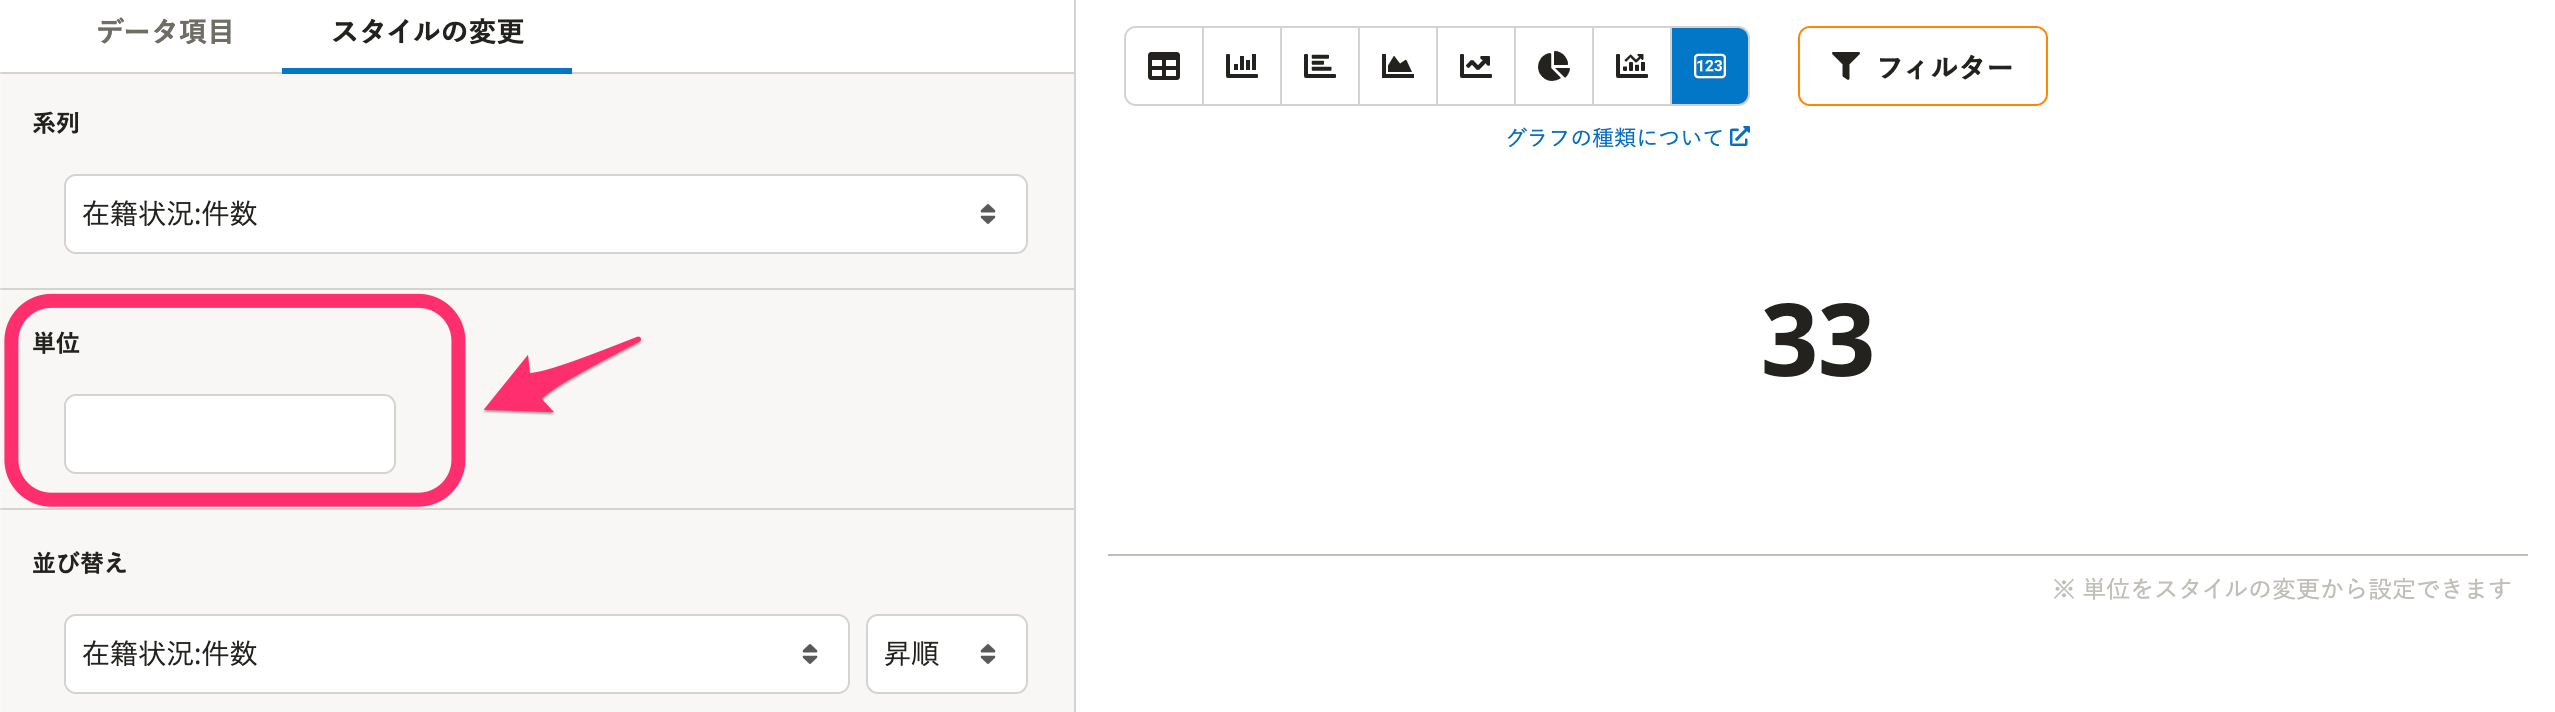 データ項目
スタイルの変更
系列
在籍状況:件数
単位
並び替え
在籍状況:件数
昇順
123
フィルター
グラフの種類について
33
※ 単位をスタイルの変更から設定できます